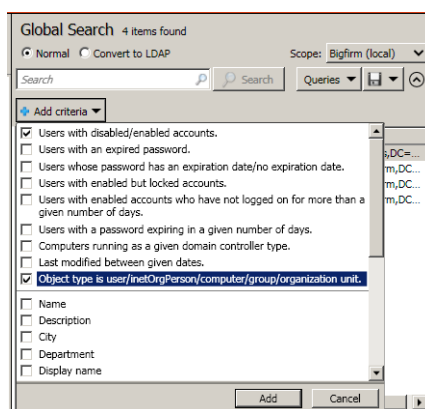 Global Search 4 items found
Normal Convert to LDAP Scope: Bigfirm (local)
Search Search Queries
Add criteria
Users with disabled/enabled accounts.
Users with an expired password.
Users whose password has an expiration date/no expiration date.
Users with enabled but locked accounts.
Users with enabled accounts who have not logged on for more than a
given number of days.
Users with a password expiring in a given number of days.
Computers running as a given domain controller type.
Last modified between given dates.
Object type is user/inetOrgPerson/computer/group/organization unit.
Name
Description
City
Department
Display name
,DC=...
m,DC...
m,DC...
m,DC...
Add Cancel